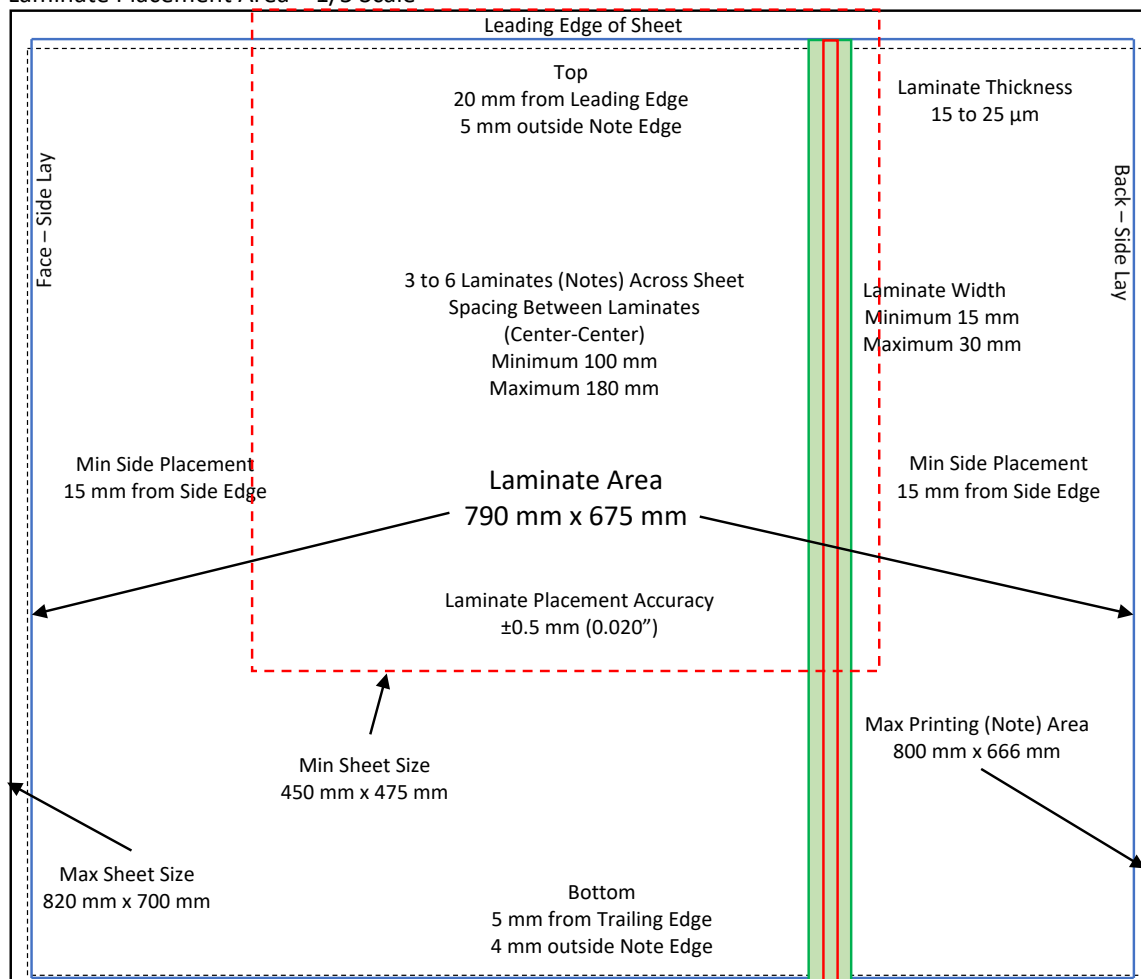 Laminate Placement Area – 1/3 Scale
Leading Edge of Sheet
Top
20 mm from Leading Edge
5 mm outside Note Edge
Laminate Thickness
15 to 25 µm
Face – Side Lay
Back – Side Lay
3 to 6 Laminates (Notes) Across Sheet
Spacing Between Laminates
(Center-Center)
Minimum 100 mm
Maximum 180 mm
Laminate Width
Minimum 15 mm
Maximum 30 mm
Min Side Placement
15 mm from Side Edge
Laminate Area
790 mm x 675 mm
Min Side Placement
15 mm from Side Edge
Laminate Placement Accuracy
±0.5 mm (0.020”)
Min Sheet Size
450 mm x 475 mm
Max Printing (Note) Area
800 mm x 666 mm
Max Sheet Size
820 mm x 700 mm
Bottom
5 mm from Trailing Edge
4 mm outside Note Edge